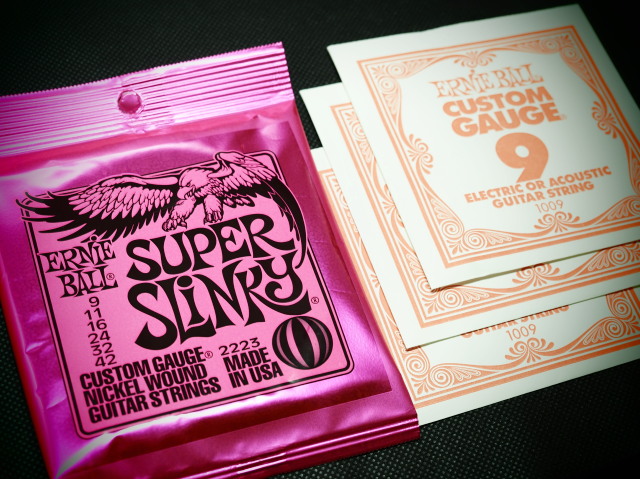 ERNIE
BALL®
SUPER
SLINKY®
9
11
16
24
32
42
CUSTOM GAUGE® 2223
NICKEL WOUND
GUITAR STRINGS
MADE
IN USA
ERNIE BALL
CUSTOM
GAUGE®
9
ELECTRIC OR ACOUSTIC
GUITAR STRING
1009
1009
GUITAR STRING
1009